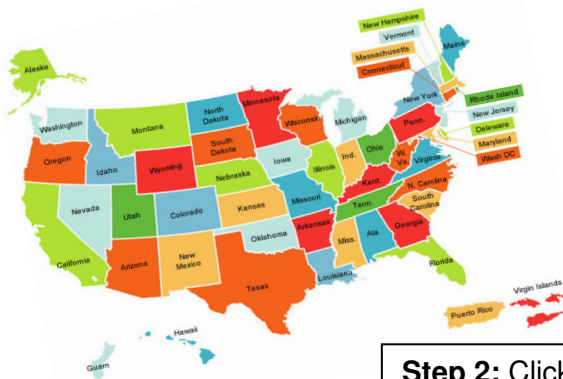 New Hampshire
Vermont
Massachusetts
Connecticut
Maine
Alaska
Washington
Montana
North
Dakota
Minnesota
Wisconsin
Michigan
New York
Rhode Island
New Jersey
Deleware
Maryland
Wash DC
Oregon
Idaho
Wyoming
South
Dakota
Iowa
Nebraska
Illinois
Ind.
Ohio
Penn.
W.
Va.
Virginia
Nevada
Utah
Colorado
Kansas
Missouri
Kent.
N. Carolina
Tenn.
South
Carolina
California
Arizona
New
Mexico
Oklahoma
Arkansas
Miss.
Ala.
Georgia
Texas
Louisiana
Florida
Hawaii
Guam
Puerto Rico
Virgin Islands
Step 2: Click